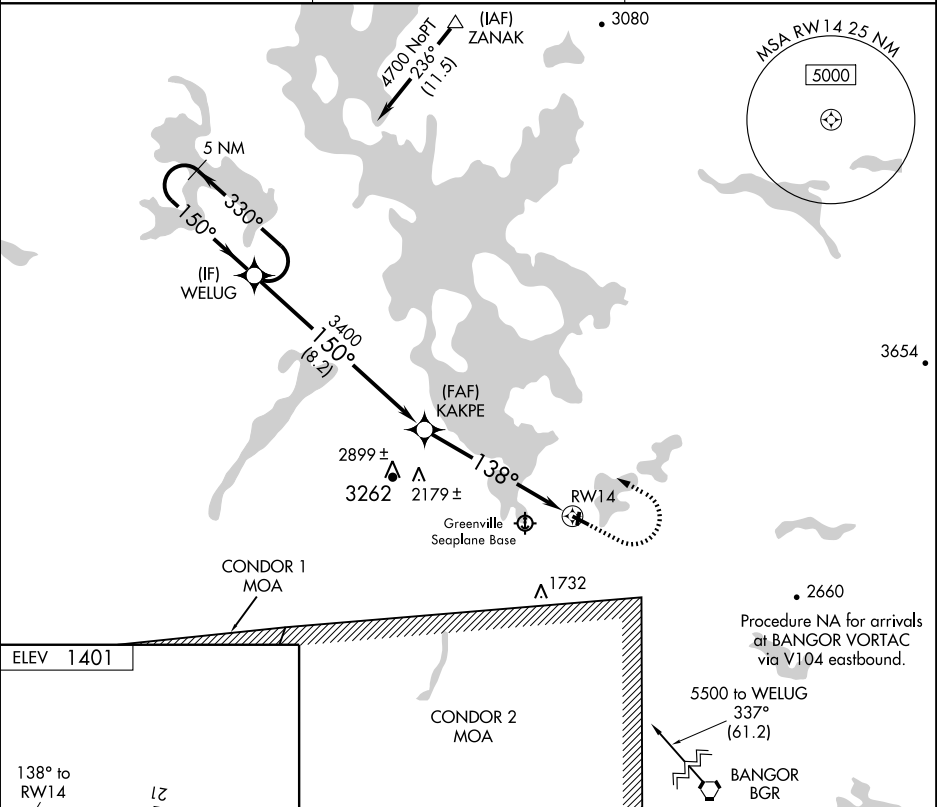 (IAF)
ZANAK
3080
4700 NoPT
236°
(11.5)
MSA RW14 25 NM
5000
5 NM
330°
150°
(IF)
WELUG
3400
150°
(8.2)
3654
(FAF)
KAKPE
2899 ±
3262
2179 ±
138°
RW14
Greenville
Seaplane Base
CONDOR 1
MOA
1732
2660
Procedure NA for arrivals
at BANGOR VORTAC
via V104 eastbound.
ELEV 1401
5500 to WELUG
337°
(61.2)
CONDOR 2
MOA
BANGOR
BGR
138° to
RW14
21